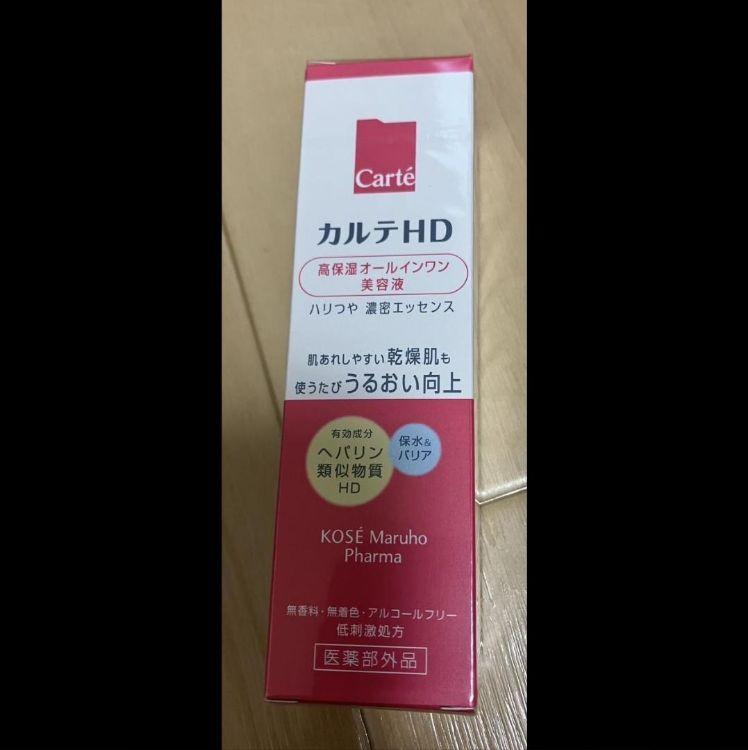 Carté
カルテHD
高保湿オールインワン
美容液
ハリつや 濃密エッセンス
肌あれしやすい乾燥肌も
使うたびうるおい向上
有効成分
ヘパリン
類似物質
HD
保水&
バリア
KOSÉ Maruho
Pharma
無香料・無着色・アルコールフリー
低刺激処方
医薬部外品